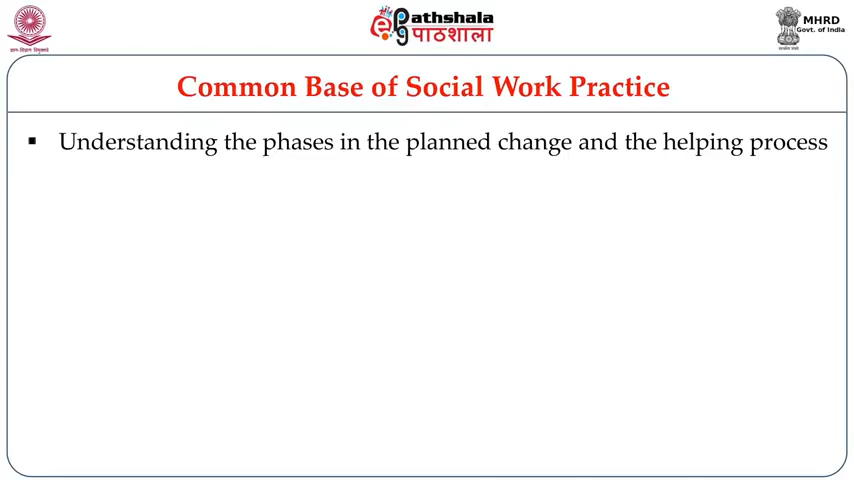 ePathshala
पाठशाला
MHRD
Govt. of India
Common Base of Social Work Practice
▪ Understanding the phases in the planned change and the helping process